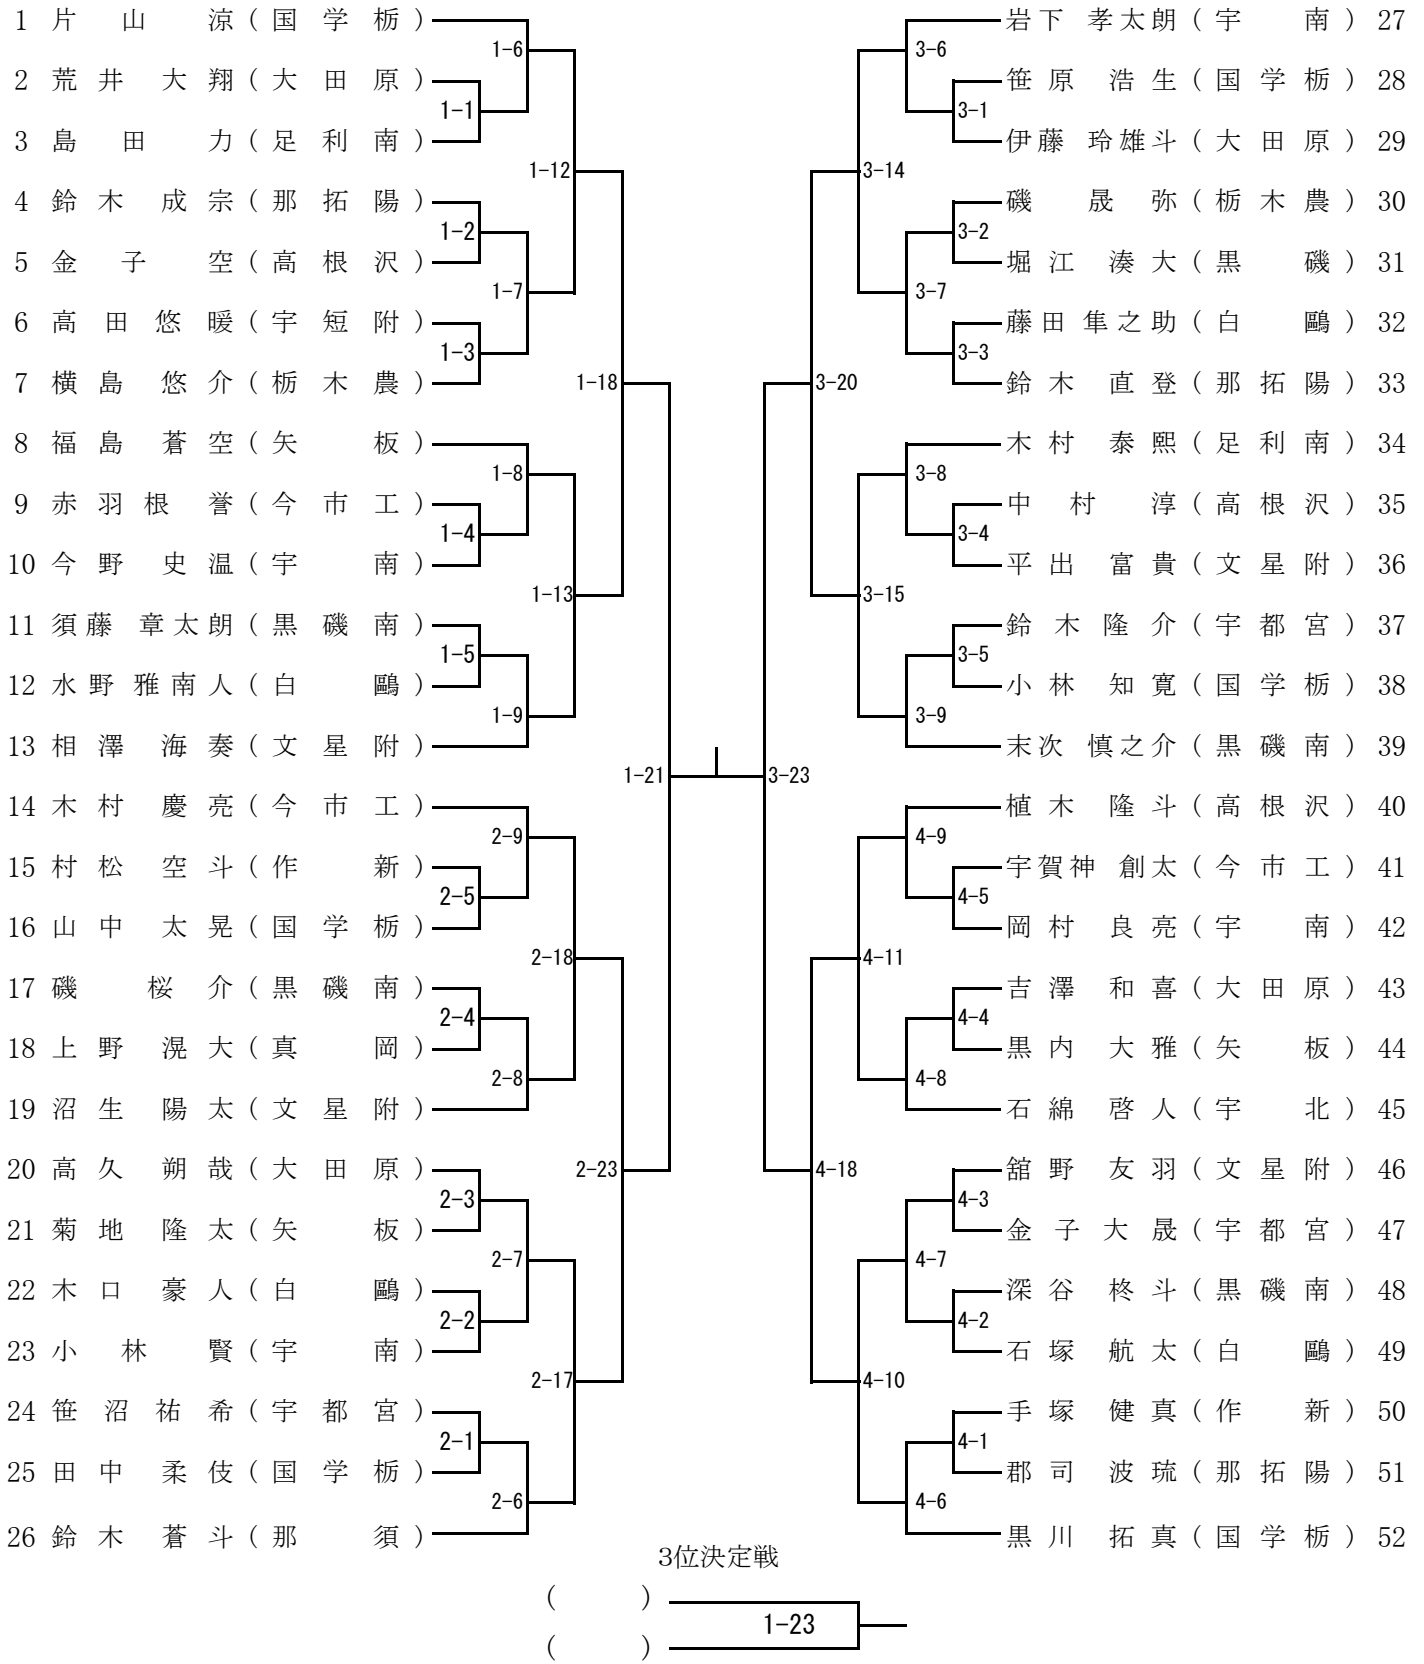 1 片山涼(国学栃)
1-6
2 荒井大翔(大田原)
1-1
3 島田力(足利南)
1-12
4 鈴木成宗(那拓陽)
1-2
5 金子空(高根沢)
1-7
6 高田悠暖(宇短附)
1-3
7 横島悠介(栃木農)
1-18
8 福島蒼空(矢板)
1-8
9 赤羽根誉(今市工)
1-4
10 今野史温(宇南)
1-13
11 須藤章太朗(黒磯南)
1-5
12 水野雅南人(白鷗)
1-9
13 相澤海奏(文星附)
1-21
14 木村慶亮(今市工)
2-9
15 村松空斗(作新)
2-5
16 山中太晃(国学栃)
2-18
17 磯桜介(黒磯南)
2-4
18 上野滉大(真岡)
2-8
19 沼生陽太(文星附)
20 高久朔哉(大田原)
2-23
2-3
21 菊地隆太(矢板)
2-7
22 木口豪人(白鷗)
2-2
23 小林賢(宇南)
2-17
24 笹沼祐希(宇都宮)
2-1
25 田中柔伎(国学栃)
2-6
26 鈴木蒼斗(那須)
岩下孝太朗(宇南) 27
3-6
笹原浩生(国学栃) 28
3-1
伊藤玲雄斗(大田原) 29
3-14
磯晟弥(栃木農) 30
3-2
堀江湊大(黒磯) 31
3-7
藤田隼之助(白鷗) 32
3-3
鈴木直登(那拓陽) 33
3-20
木村泰熙(足利南) 34
3-8
中村淳(高根沢) 35
3-4
平出富貴(文星附) 36
3-15
鈴木隆介(宇都宮) 37
3-5
小林知寛(国学栃) 38
3-9
末次慎之介(黒磯南) 39
3-23
植木隆斗(高根沢) 40
4-9
宇賀神創太(今市工) 41
4-5
岡村良亮(宇南) 42
4-11
吉澤和喜(大田原) 43
4-4
黒内大雅(矢板) 44
4-8
石綿啓人(宇北) 45
舘野友羽(文星附) 46
4-18
4-3
金子大晟(宇都宮) 47
4-7
深谷柊斗(黒磯南) 48
4-2
石塚航太(白鷗) 49
4-10
手塚健真(作新) 50
4-1
郡司波琉(那拓陽) 51
4-6
黒川拓真(国学栃) 52
3位決定戦
( )
1-23
( )